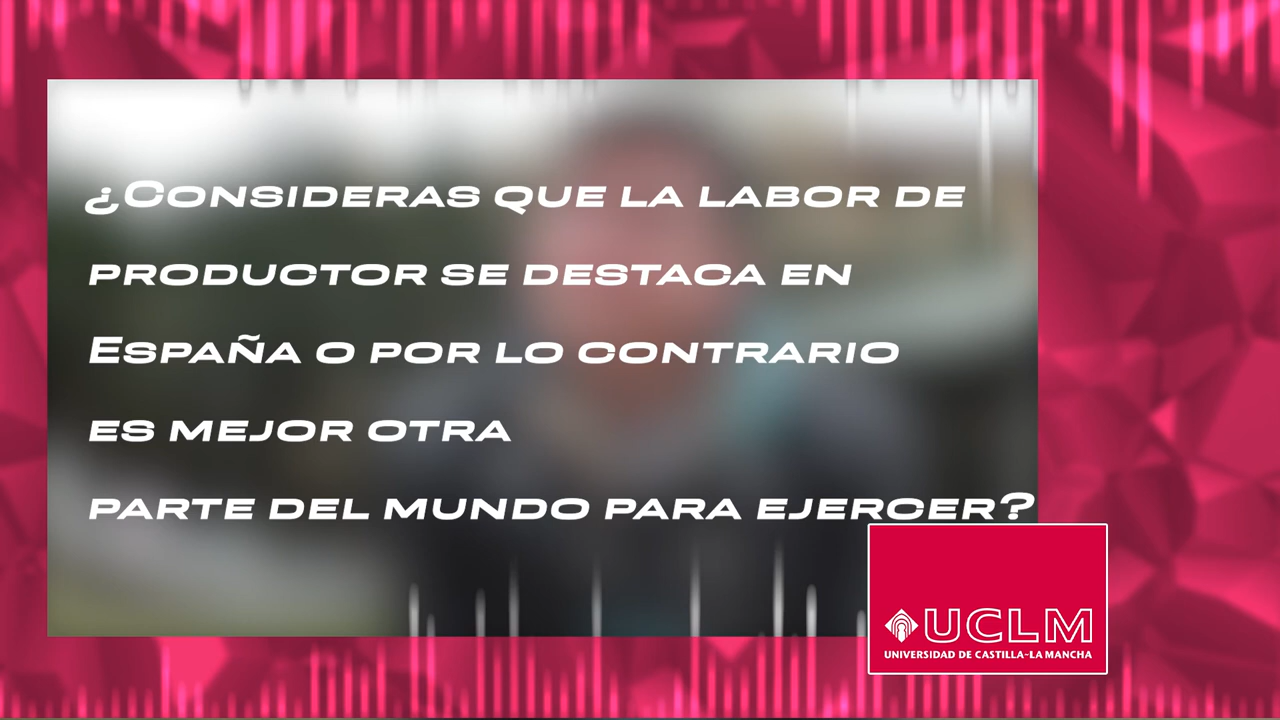 ¿Consideras que la labor de
productor se destaca en
España o por lo contrario
es mejor otra
parte del mundo para ejercer?
UCLM
UNIVERSIDAD DE CASTILLA-LA MANCHA